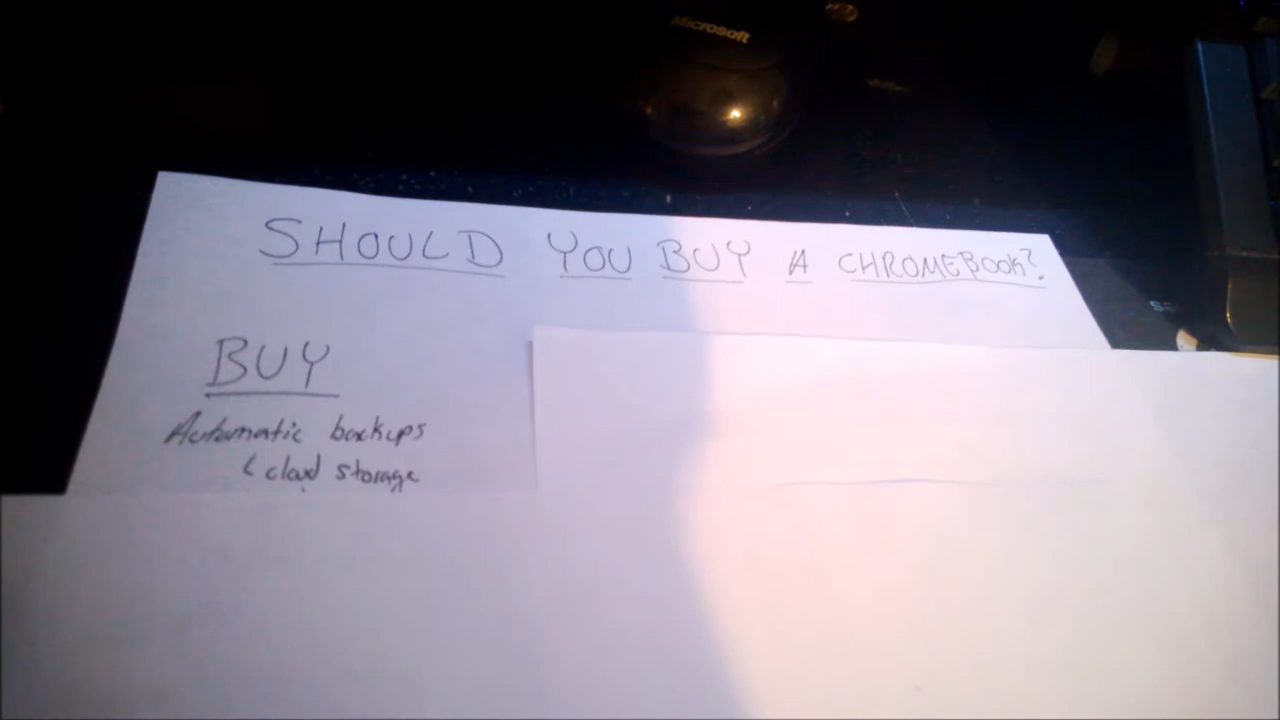 Microsoft
SHOULD YOU BUY A CHROMEBOOK?
BUY
Automatic backups
& cloud storage